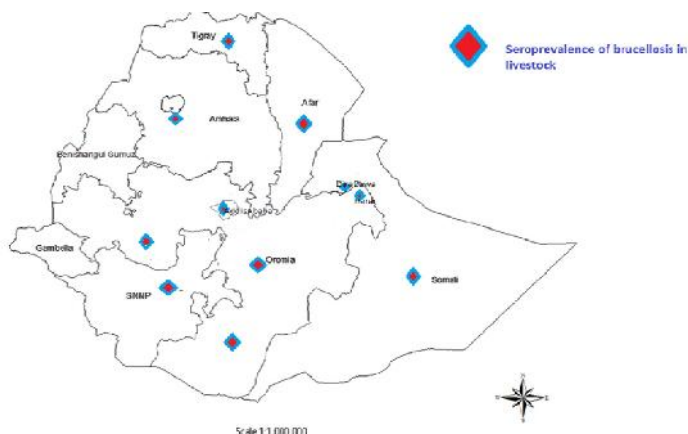 Tigray
Seroprevalence of brucellosis in
livestock
Afar
Amhara
Benishangul Gumuz
Dire Dawa
Harar
Addis ababa
Gambella
Oromia
SNNP
Somali
N
Scale 1:1,000,000